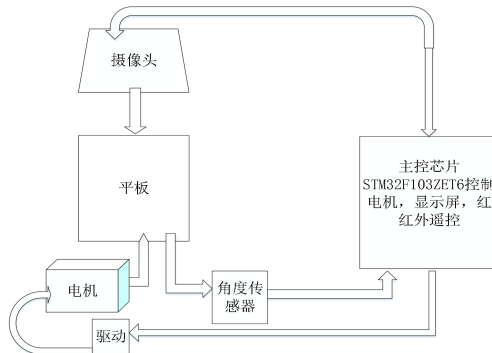 摄像头
平板
主控芯片
STM32F103ZET6控制
电机，显示屏，红
红外遥控
电机
角度传
感器
驱动